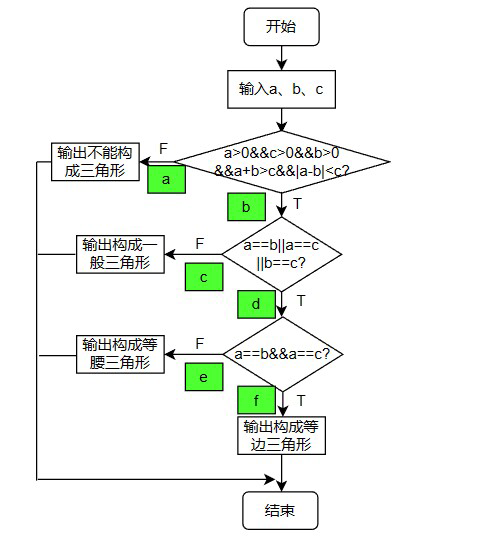 开始
输入a、b、c
a>0&&c>0&&b>0
&&a+b>c&&|a-b|<c?
F
输出不能构
成三角形
a
b
T
a==b||a==c
||b==c?
F
输出构成一
般三角形
c
d
T
a==b&&a==c?
F
输出构成等
腰三角形
e
f
T
输出构成等
边三角形
结束